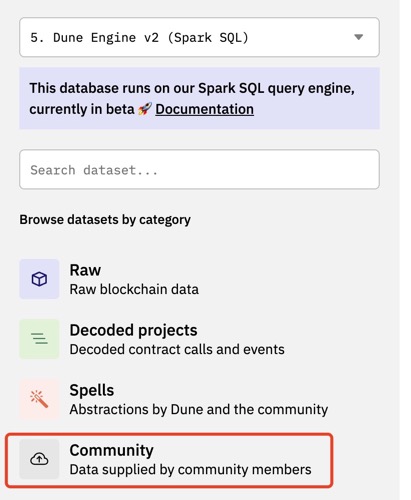 5. Dune Engine v2 (Spark SQL)
This database runs on our Spark SQL query engine,
currently in beta 🚀 Documentation
Search dataset...
Browse datasets by category
Raw
Raw blockchain data
Decoded projects
Decoded contract calls and events
Spells
Abstractions by Dune and the community
Community
Data supplied by community members